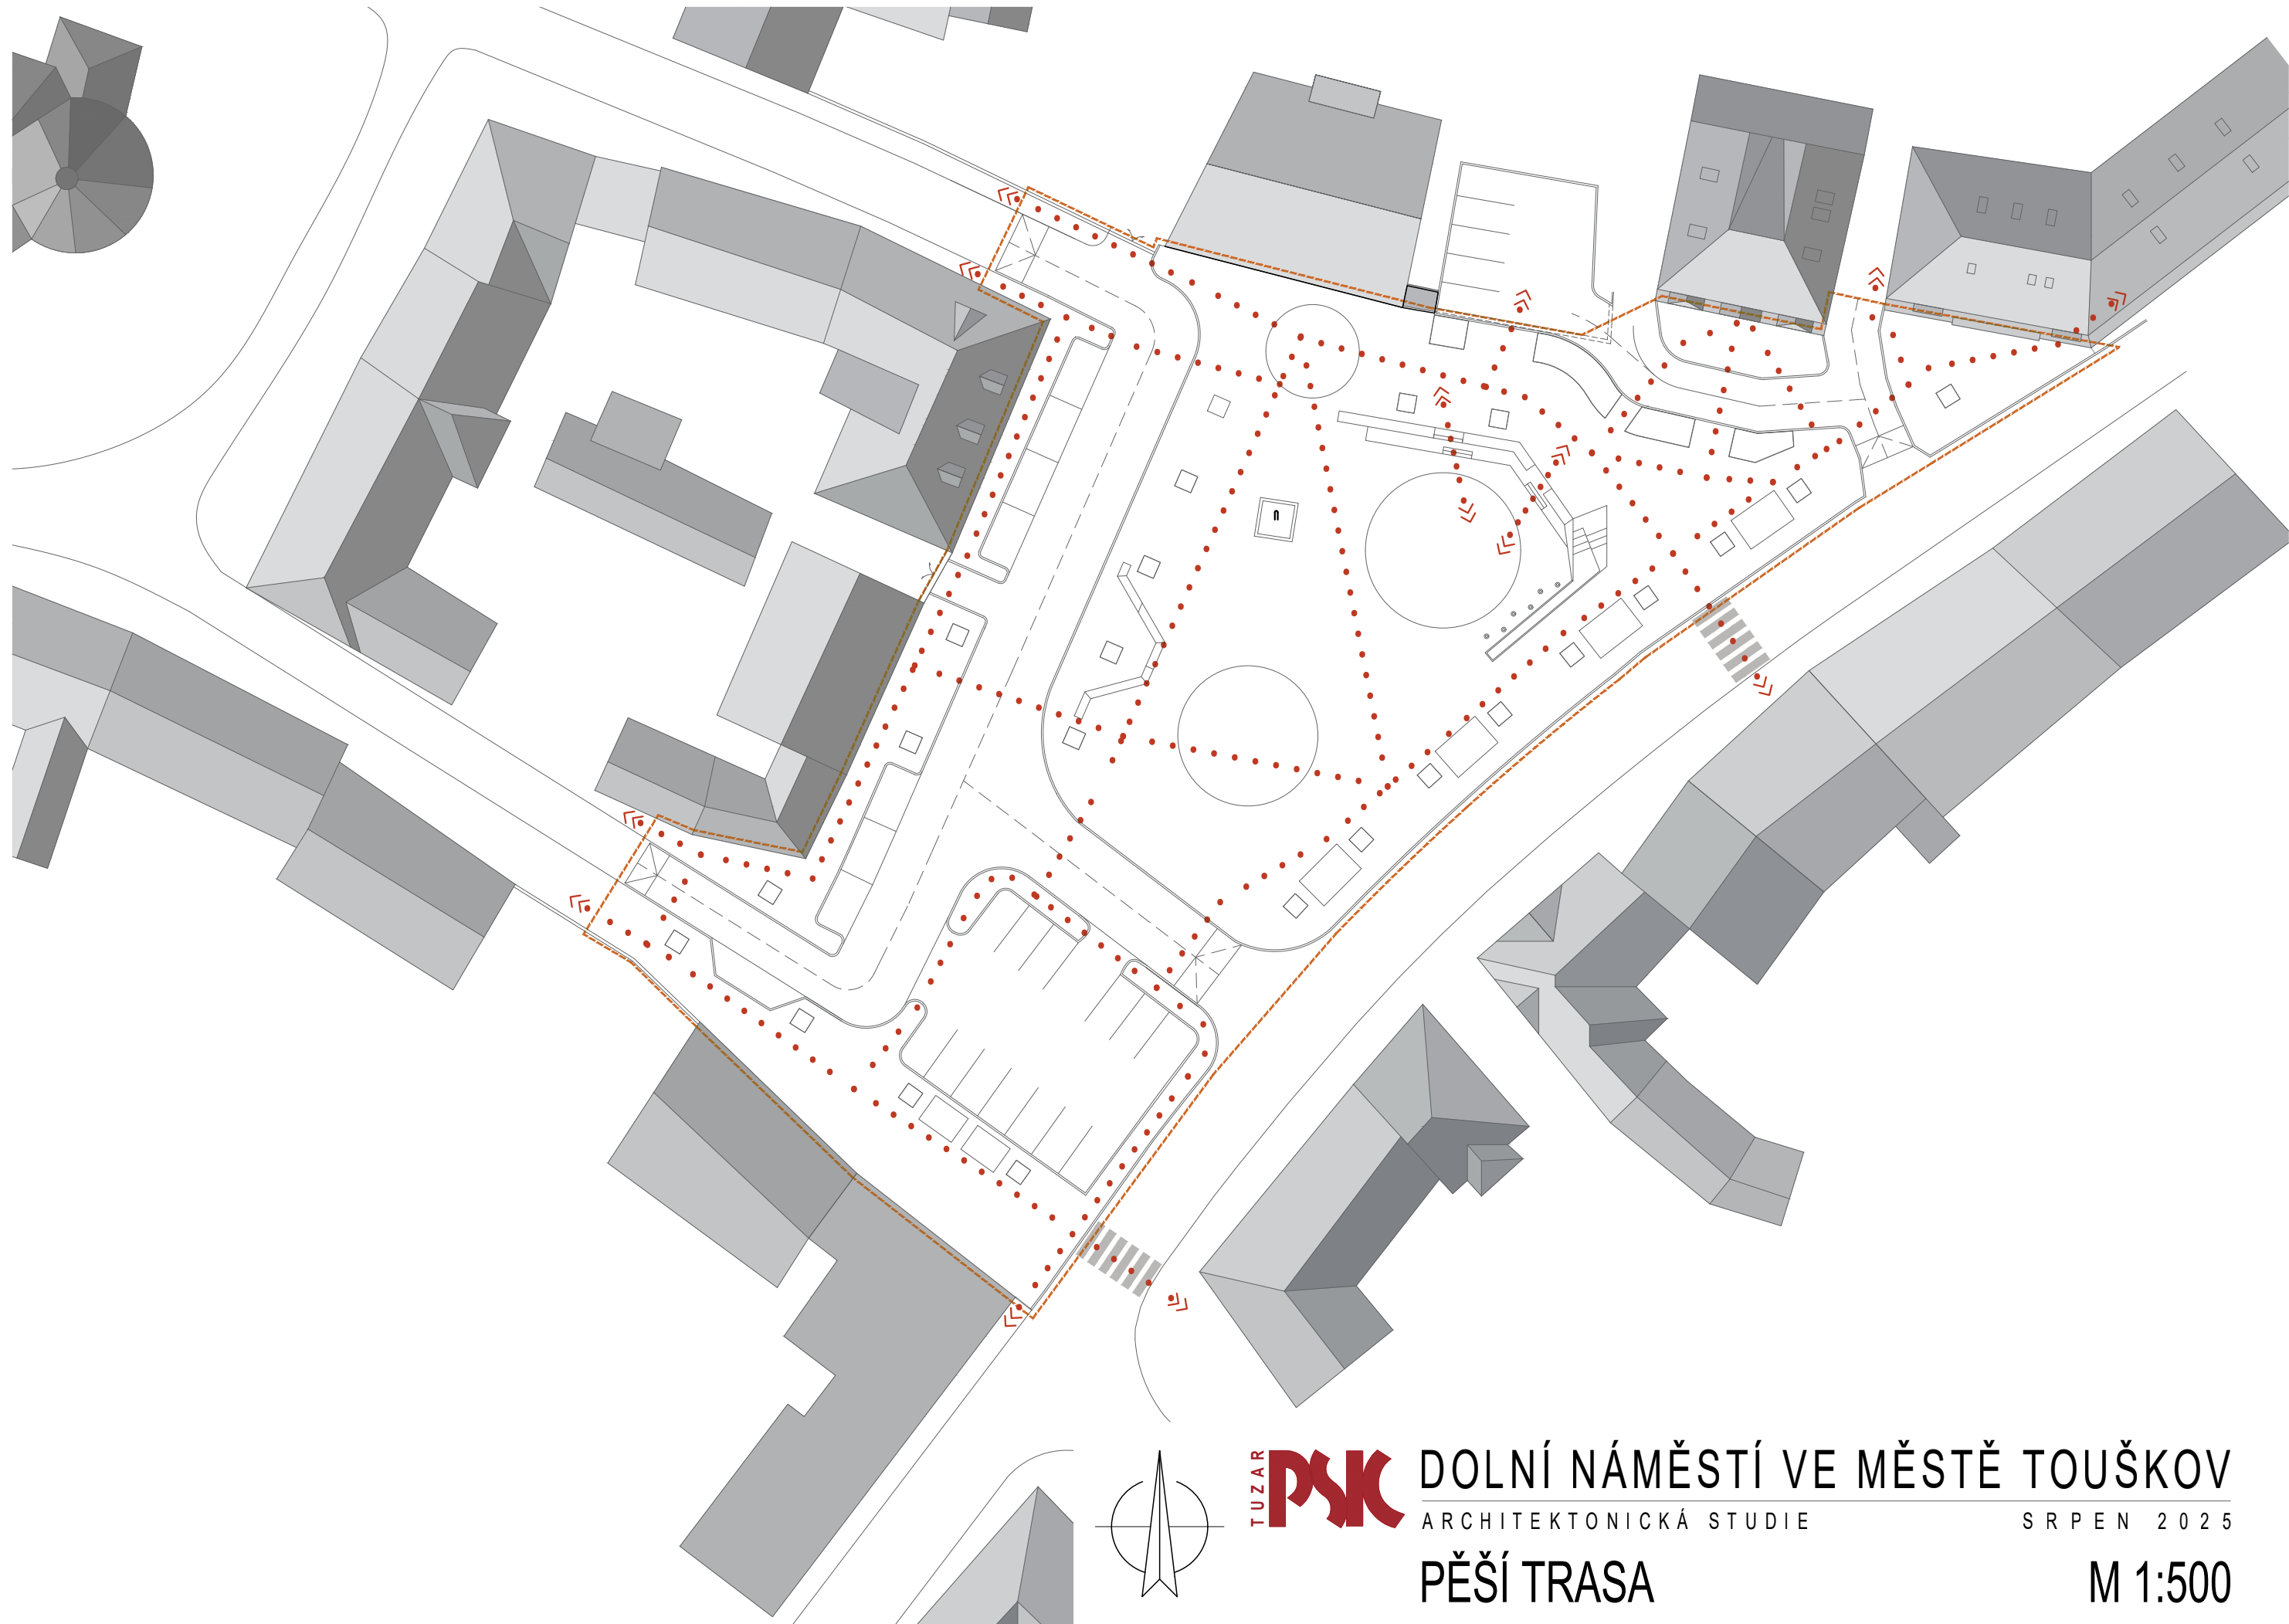 TUZAR
PSK
DOLNÍ NÁMĚSTÍ VE MĚSTĚ TOUŠKOV
ARCHITEKTONICKÁ STUDIE SRPEN 2025
PĚŠÍ TRASA M 1:500